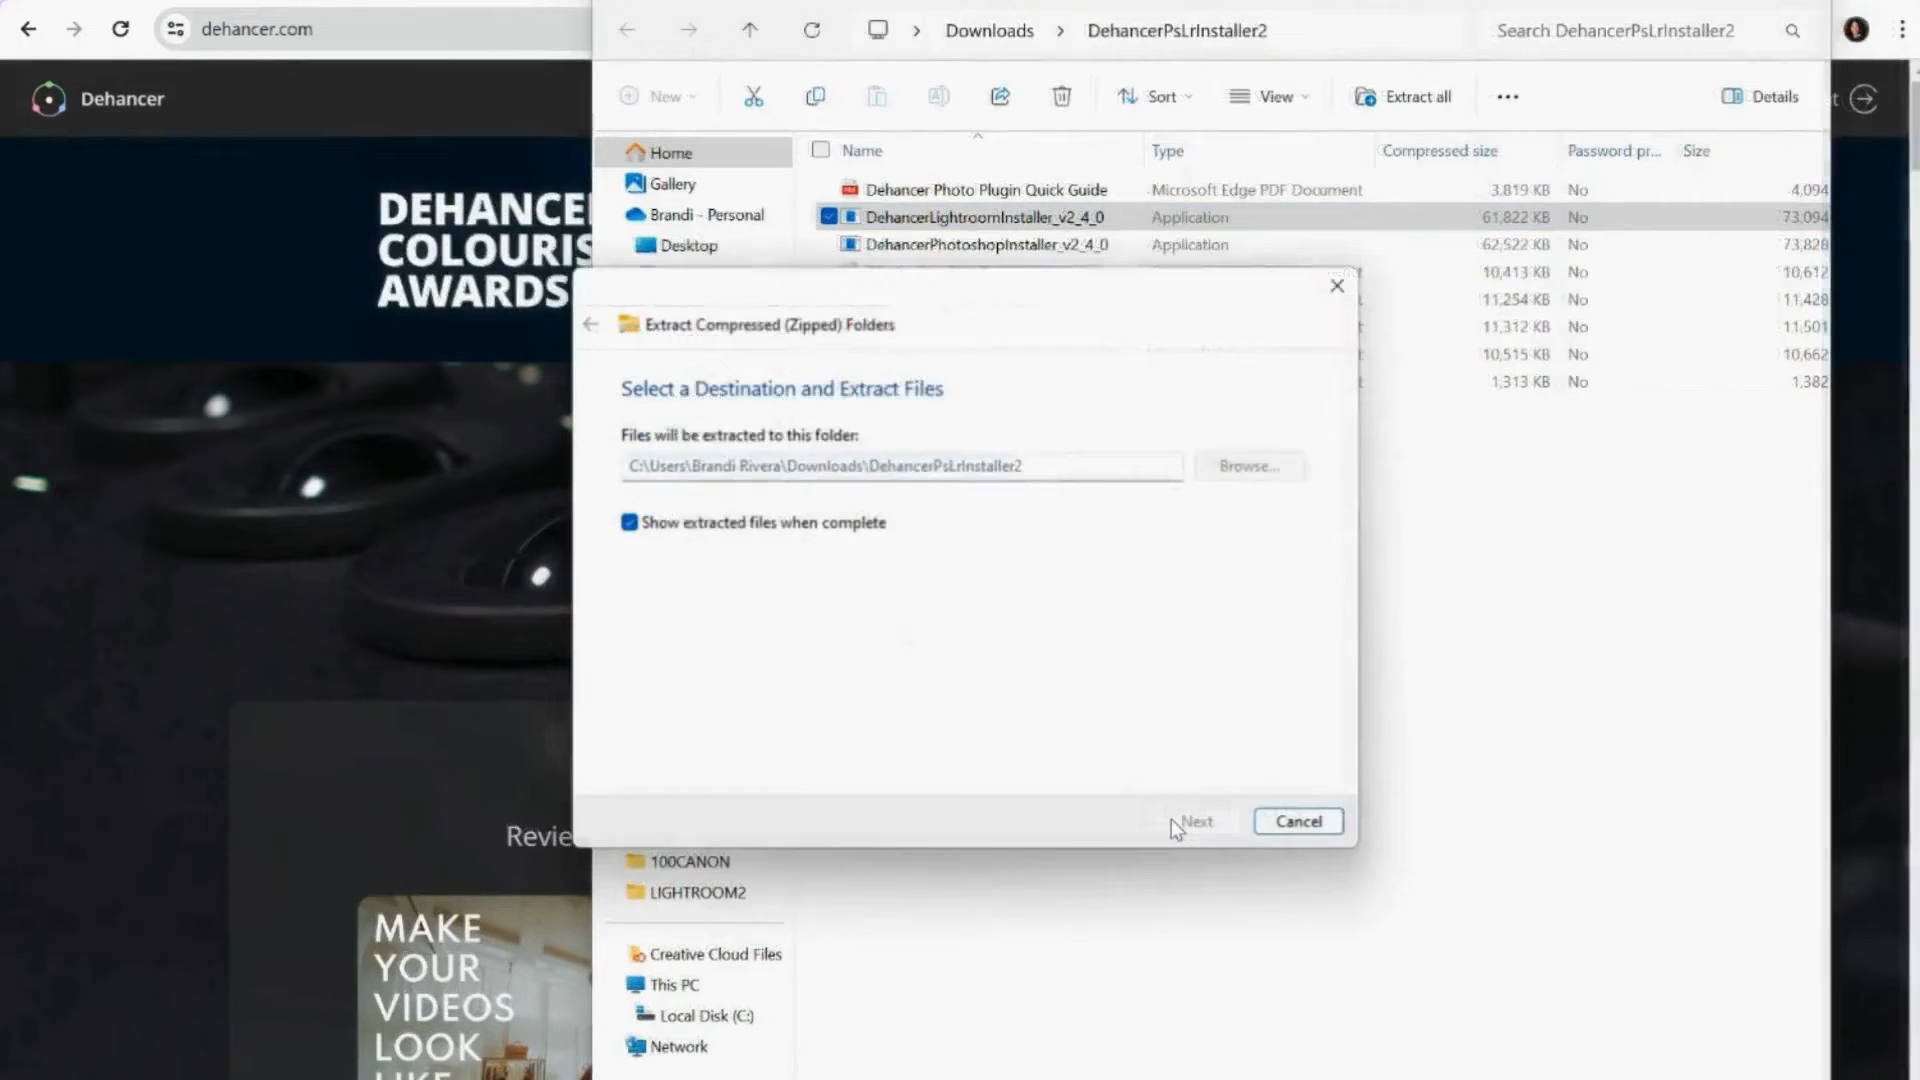 dehancer.com
Downloads
DehancerPsLrInstaller2
Search DehancerPsLrInstaller2
Dehancer
New
Sort
View
Extract all
Details
DEHANCE
COLOURIS
AWARDS
Home
Gallery
Brandi - Personal
Desktop
Name Type Compressed size Password pr... Size
Dehancer Photo Plugin Quick Guide Microsoft Edge PDF Document 3,819 KB No 4,094
DehancerLightroomInstaller_v2_4_0 Application 61,822 KB No 73,094
DehancerPhotoshopInstaller_v2_4_0 Application 62,522 KB No 73,828
10,413 KB No 10,612
11,254 KB No 11,428
11,312 KB No 11,501
10,515 KB No 10,662
1,313 KB No 1,382
Extract Compressed (Zipped) Folders
Select a Destination and Extract Files
Files will be extracted to this folder:
C:\Users\Brandi Rivera\Downloads\DehancerPsLrInstaller2
Browse...
Show extracted files when complete
Next
Cancel
Revie
100CANON
LIGHTROOM2
Creative Cloud Files
This PC
Local Disk (C:)
Network
MAKE
YOUR
VIDEOS
LOOK
LIKE